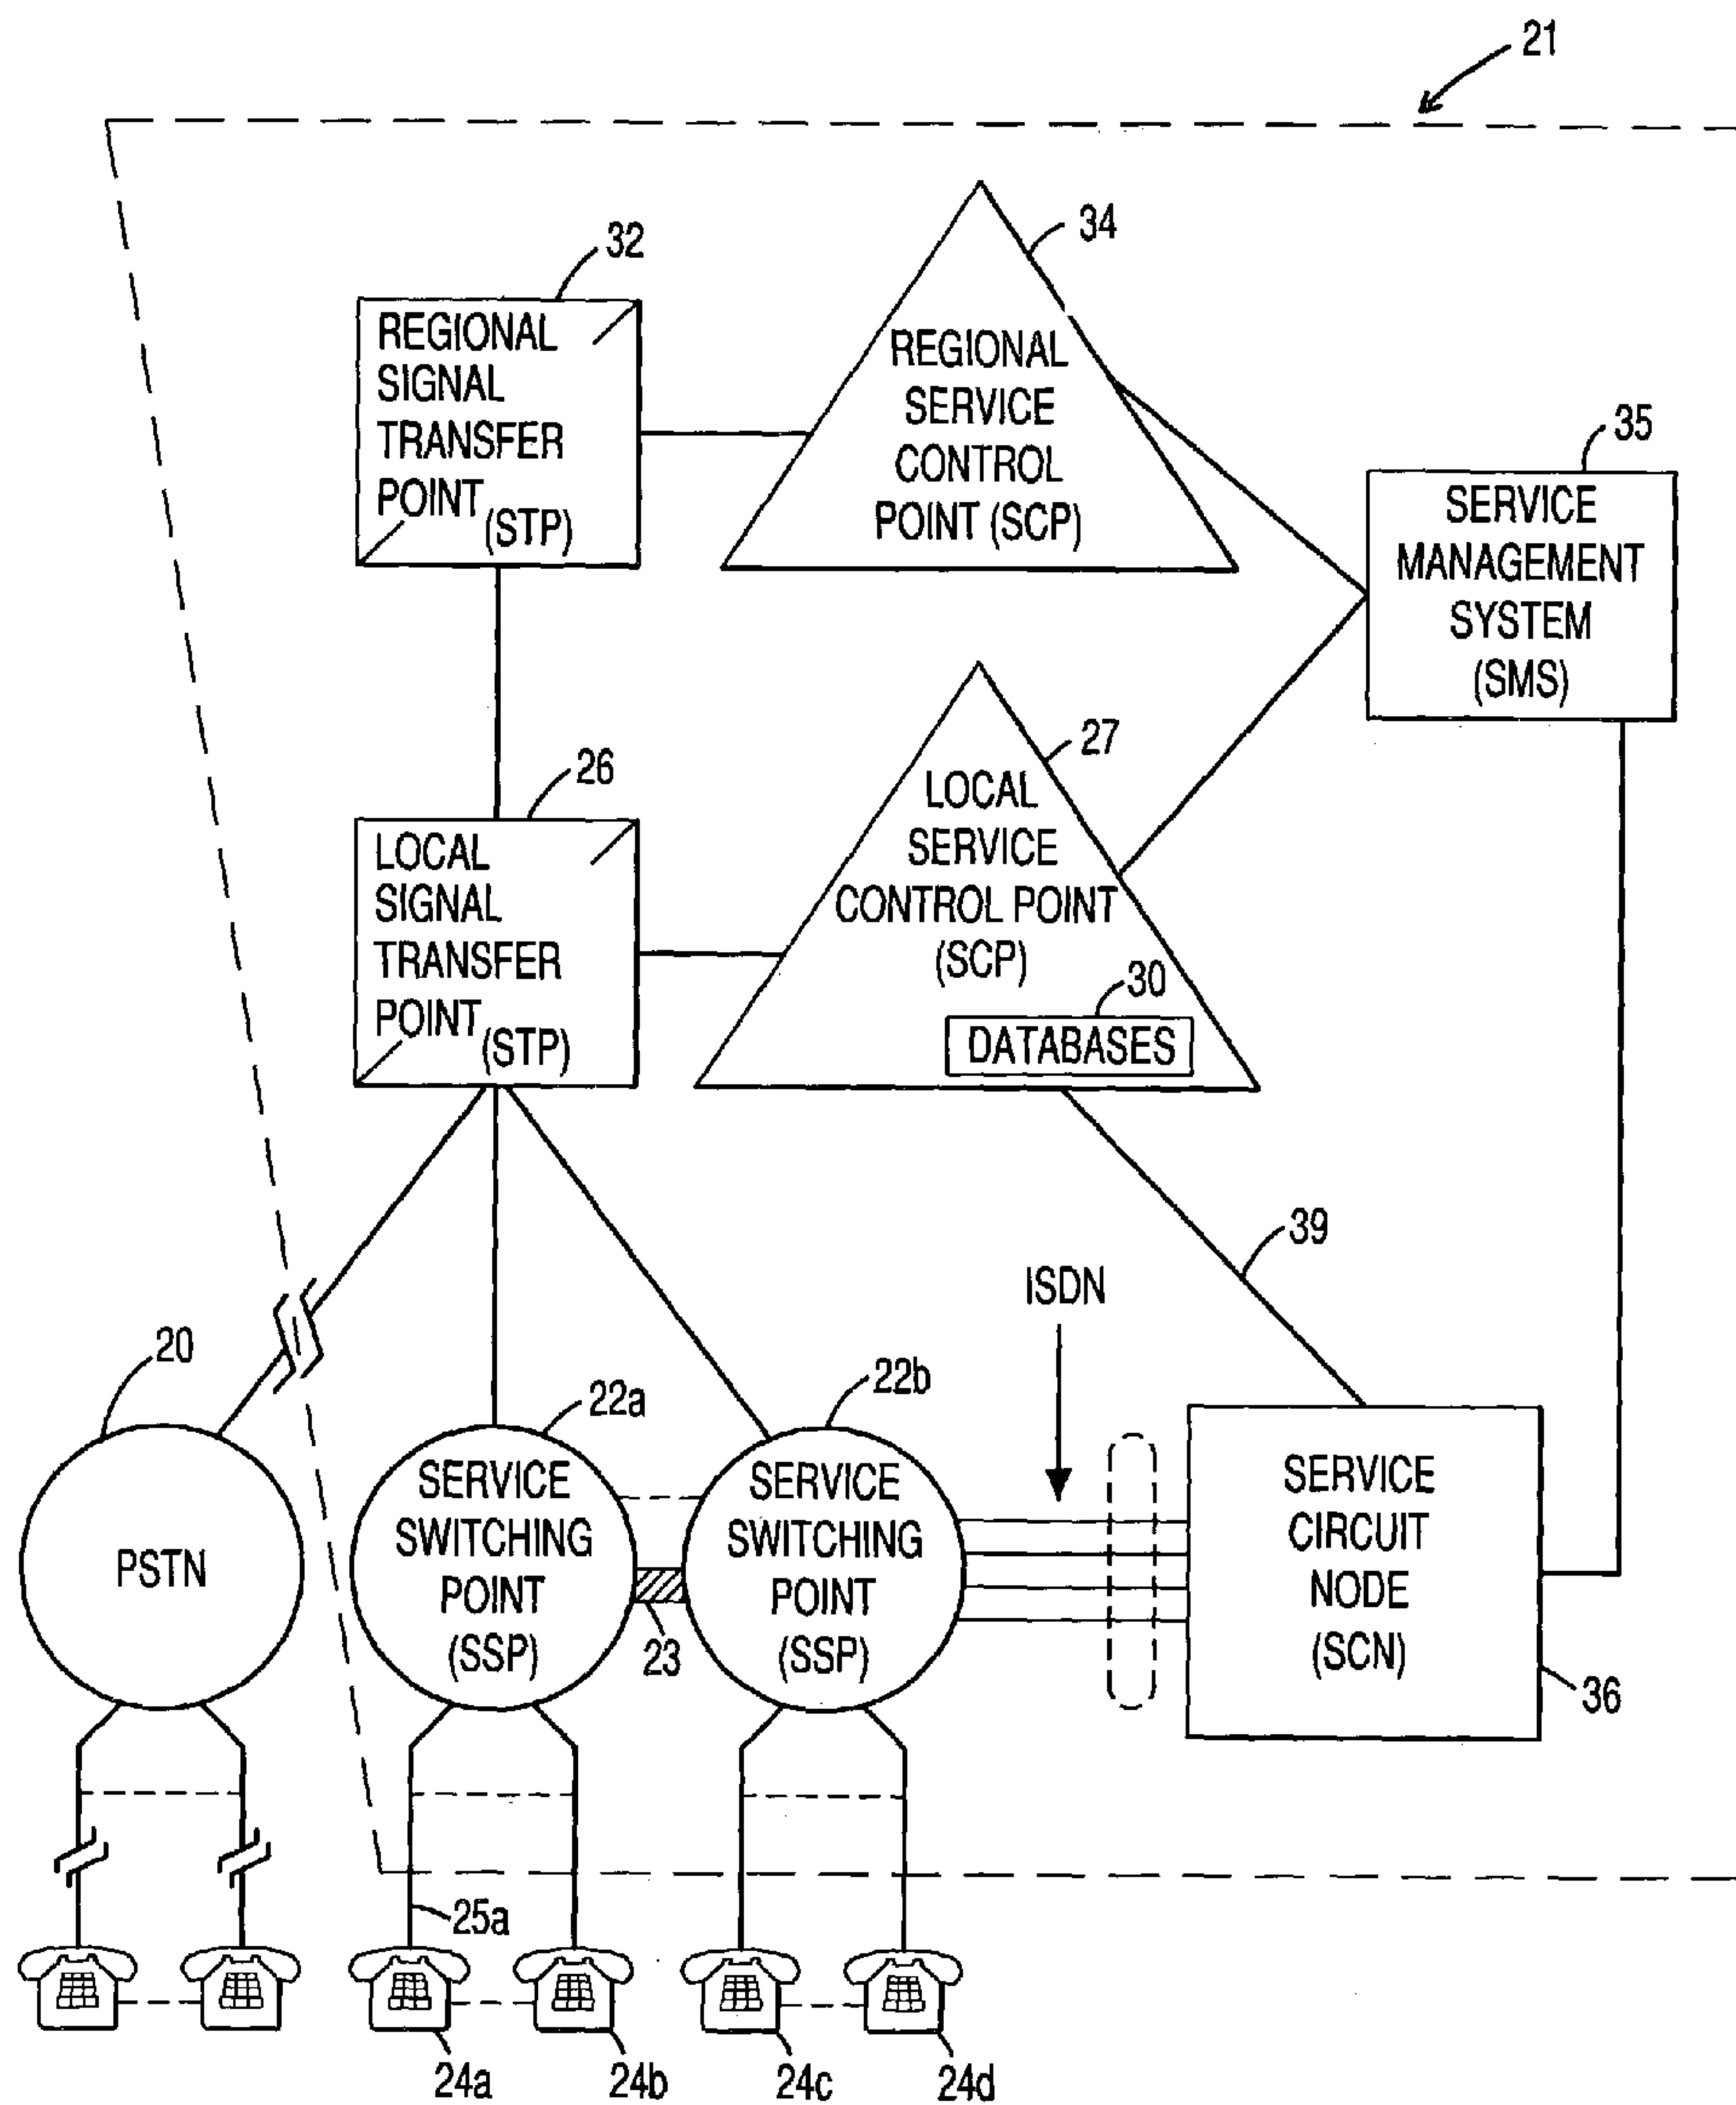 21
34
32
REGIONAL
SIGNAL
TRANSFER
POINT
(STP)
REGIONAL
SERVICE
CONTROL
POINT (SCP)
35
SERVICE
MANAGEMENT
SYSTEM
(SMS)
26
LOCAL
SIGNAL
TRANSFER
POINT
(STP)
27
LOCAL
SERVICE
CONTROL POINT
(SCP)
30
DATABASES
39
ISDN
20
PSTN
22a
SERVICE
SWITCHING
POINT
(SSP)
23
22b
SERVICE
SWITCHING
POINT
(SSP)
SERVICE
CIRCUIT
NODE
(SCN)
36
25a
24a
24b
24c
24d